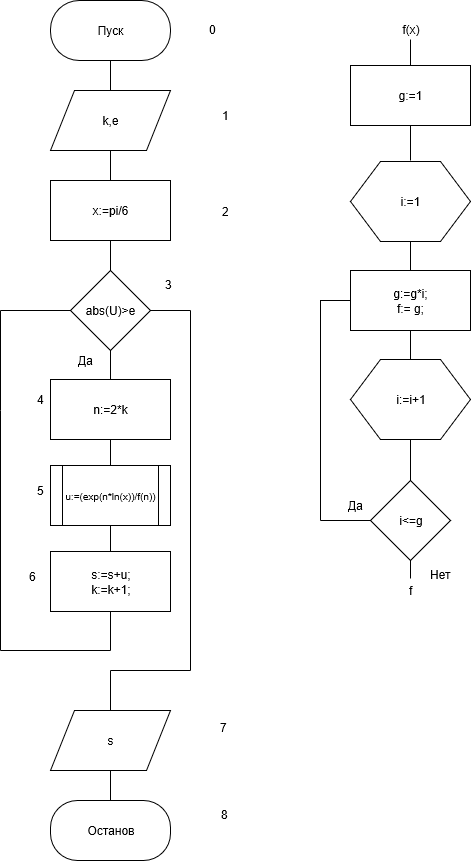 Пуск
0
k,e
1
x:=pi/6
2
3
abs(U)>e
Да
4
n:=2*k
5
u:=(exp(n*ln(x))/f(n))
6
s:=s+u;
k:=k+1;
s
7
Останов
8
f(x)
g:=1
i:=1
g:=g*i;
f:= g;
i:=i+1
Да
i<=g
Нет
f